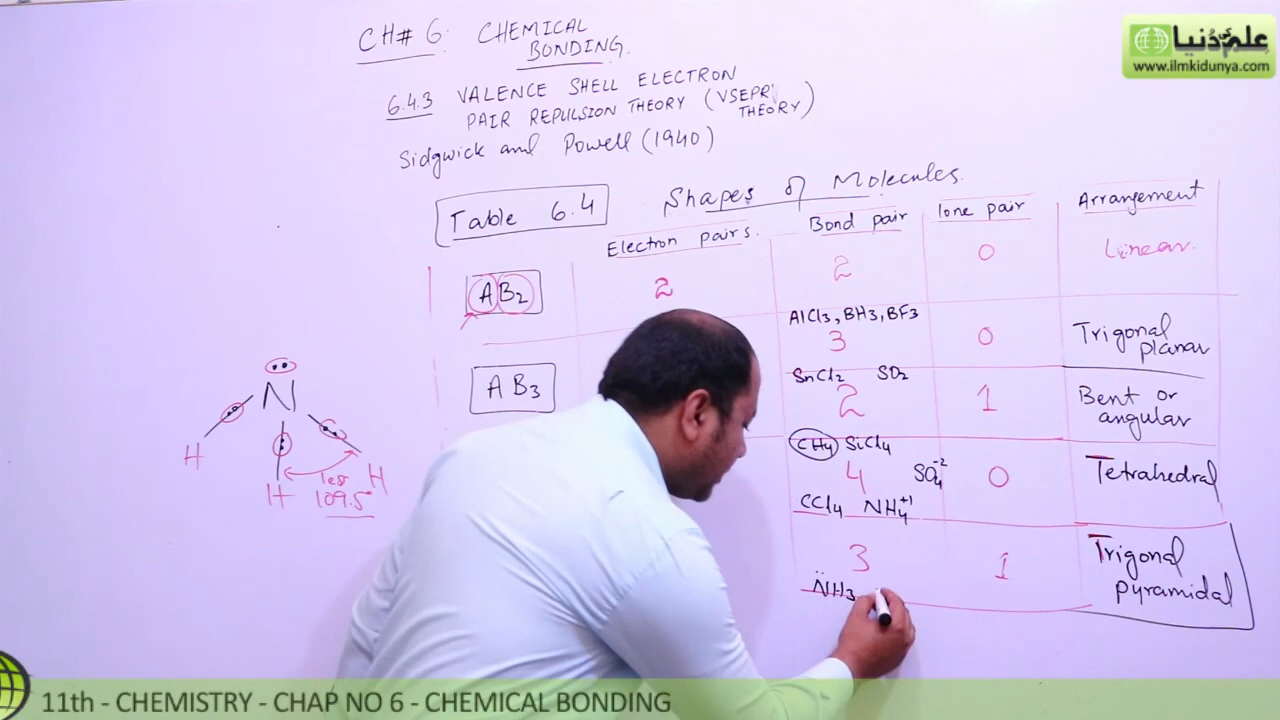 CH# 6: CHEMICAL
BONDING.
6.4.3 VALENCE SHELL ELECTRON
PAIR REPULSION THEORY (VSEPR
THEORY)
Sidgwick and Powell (1940)
Table 6.4
Shapes of Molecules.
Electron pairs.
Bond pair
lone pair
Arrangement
AB2
2
2
0
Linear.
AB3
AlCl3, BH3, BF3
3
0
Trigonal
planar
SnCl2 SO2
2
1
Bent or
angular
CH4 SiCl4
4
SO4-2
0
Tetrahedral
CCl4 NH4+1
3
1
Trigonal
pyramidal
N̈H3
N
H
H
H
less
109.5°
علم کی دُنیا
www.ilmkidunya.com
11th - CHEMISTRY - CHAP NO 6 - CHEMICAL BONDING